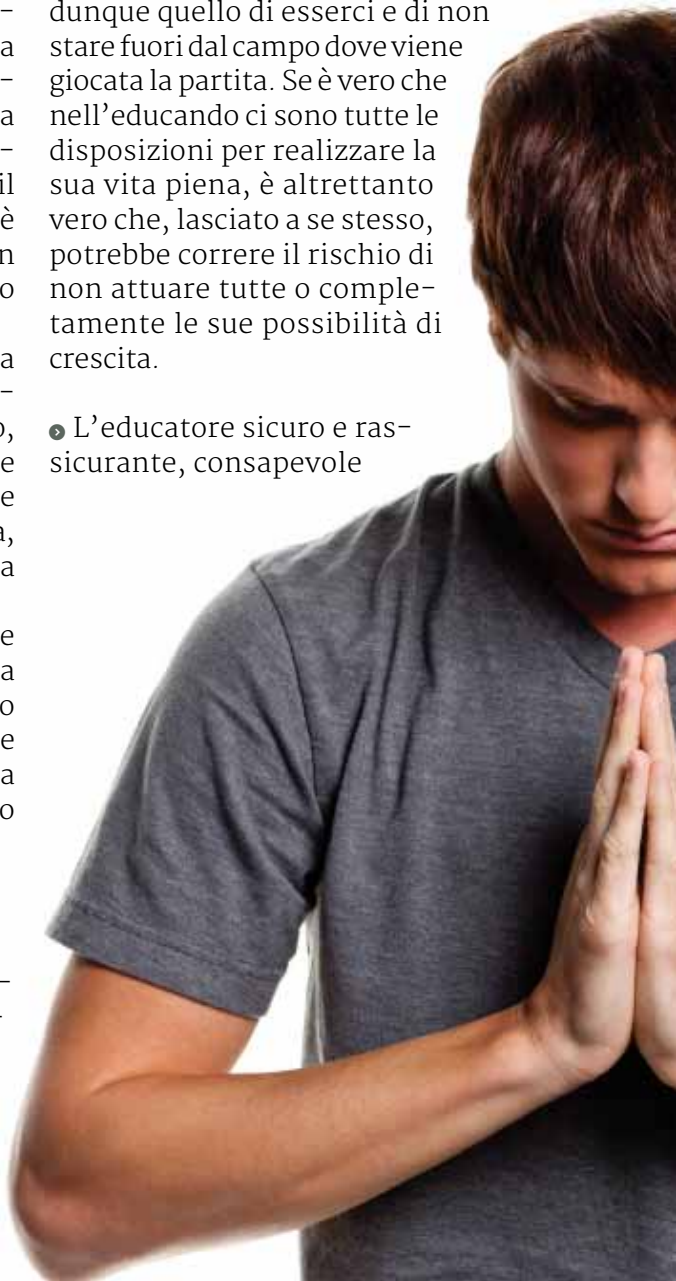 -
a
-
a
-
il
è
n
o
a
-
o,
e
e
a,
a
e
a
o
e
a
o
-
dunque quello di esserci e di non
stare fuori dal campo dove viene
giocata la partita. Se è vero che
nell’educando ci sono tutte le
disposizioni per realizzare la
sua vita piena, è altrettanto
vero che, lasciato a se stesso,
potrebbe correre il rischio di
non attuare tutte o comple-
tamente le sue possibilità di
crescita.
L’educatore sicuro e ras-
sicurante, consapevole